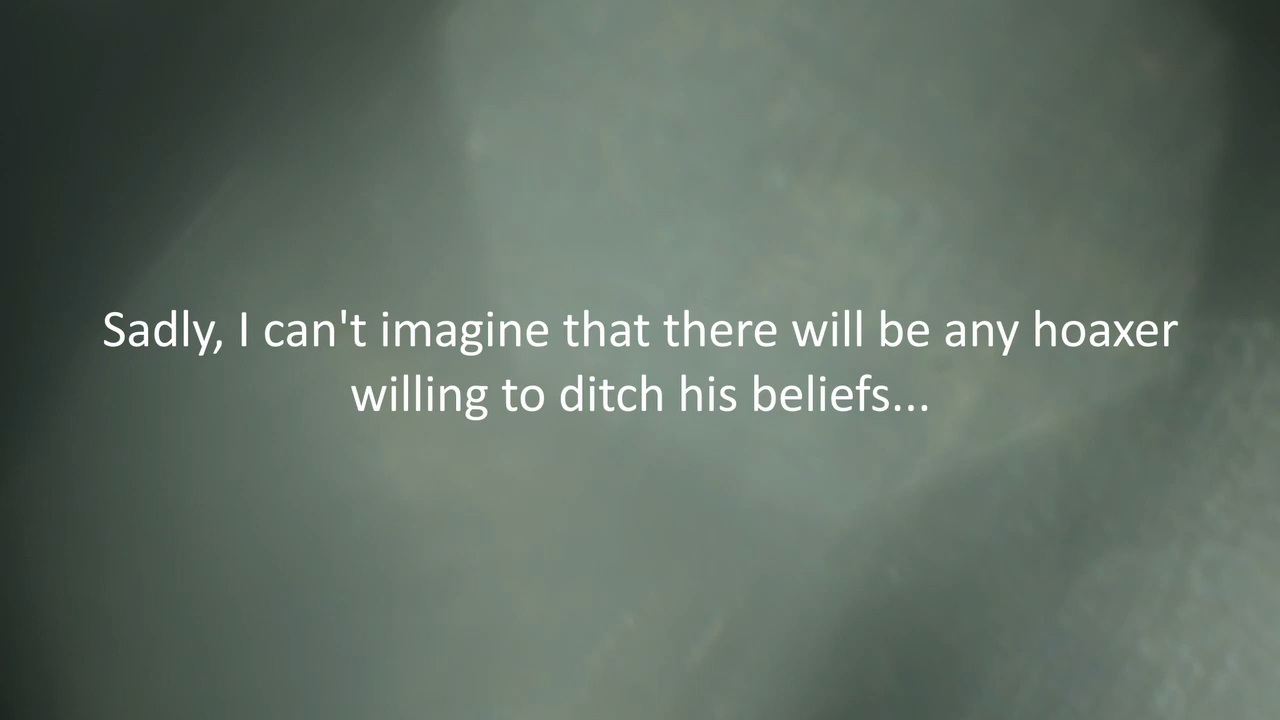 Sadly, I can't imagine that there will be any hoaxer
willing to ditch his beliefs...